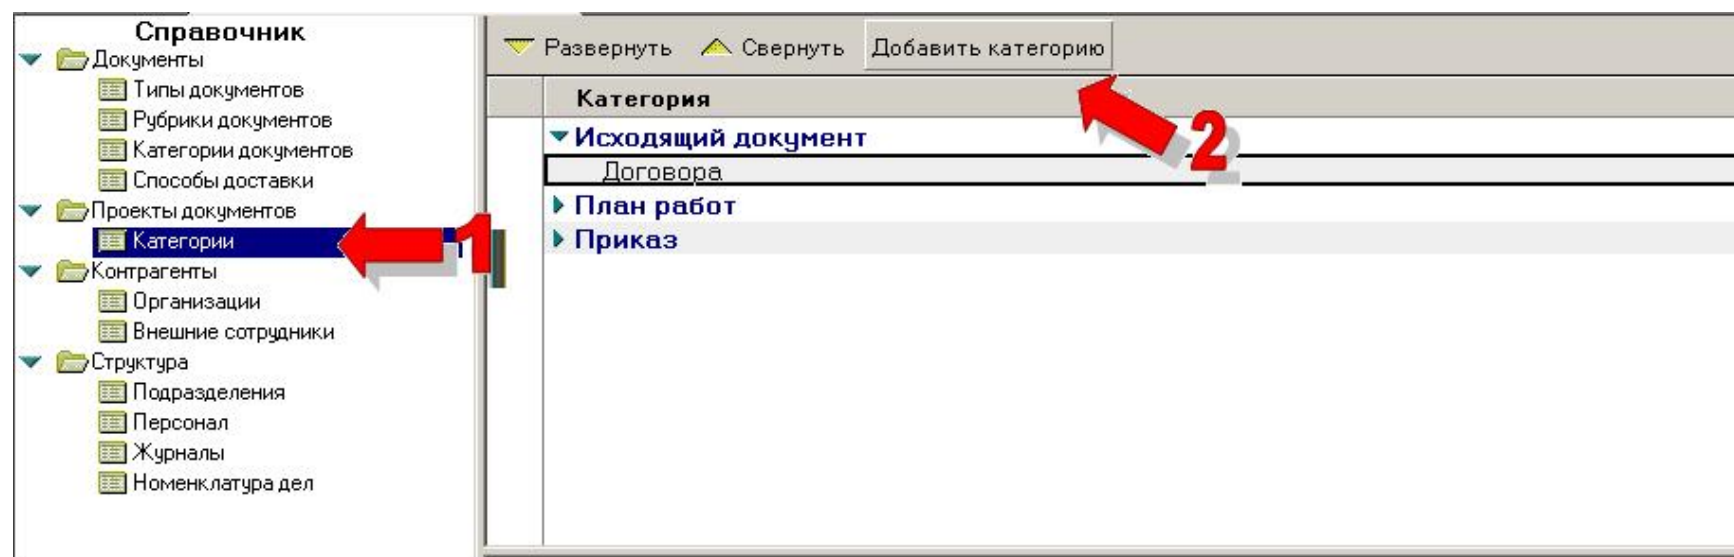 Справочник
Документы
Типы документов
Рубрики документов
Категории документов
Способы доставки
Проекты документов
Категории
1
Контрагенты
Организации
Внешние сотрудники
Структура
Подразделения
Персонал
Журналы
Номенклатура дел
Развернуть Свернуть Добавить категорию
2
Категория
Исходящий документ
Договора
План работ
Приказ